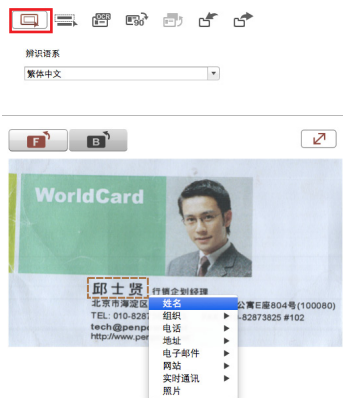 OCR
90°
辨识语系
繁体中文
F
B
WorldCard
邱士贤 行销企划经理
北京市海淀区 公寓E座804号(100080)
TEL: 010-8287 -82873825 #102
tech@penpo
http://www.pen
姓名
组织
电话
地址
电子邮件
网站
实时通讯
照片